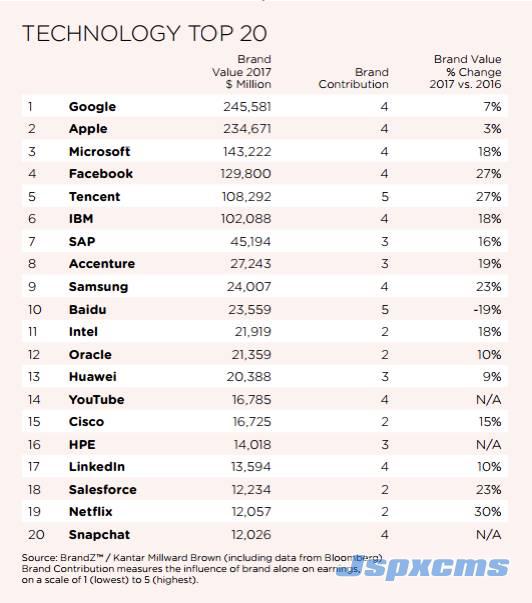 TECHNOLOGY TOP 20
Brand Value 2017 $ Million Brand Contribution Brand Value % Change 2017 vs. 2016
1 Google 245,581 4 7%
2 Apple 234,671 4 3%
3 Microsoft 143,222 4 18%
4 Facebook 129,800 4 27%
5 Tencent 108,292 5 27%
6 IBM 102,088 4 18%
7 SAP 45,194 3 16%
8 Accenture 27,243 3 19%
9 Samsung 24,007 4 23%
10 Baidu 23,559 5 -19%
11 Intel 21,919 2 18%
12 Oracle 21,359 2 10%
13 Huawei 20,388 3 9%
14 YouTube 16,785 4 N/A
15 Cisco 16,725 2 15%
16 HPE 14,018 3 N/A
17 LinkedIn 13,594 4 10%
18 Salesforce 12,234 2 23%
19 Netflix 12,057 2 30%
20 Snapchat 12,026 4 N/A
Source: BrandZ™ / Kantar Millward Brown (including data from Bloomberg)
Brand Contribution measures the influence of brand alone on earnings,
on a scale of 1 (lowest) to 5 (highest).
Jspxcms